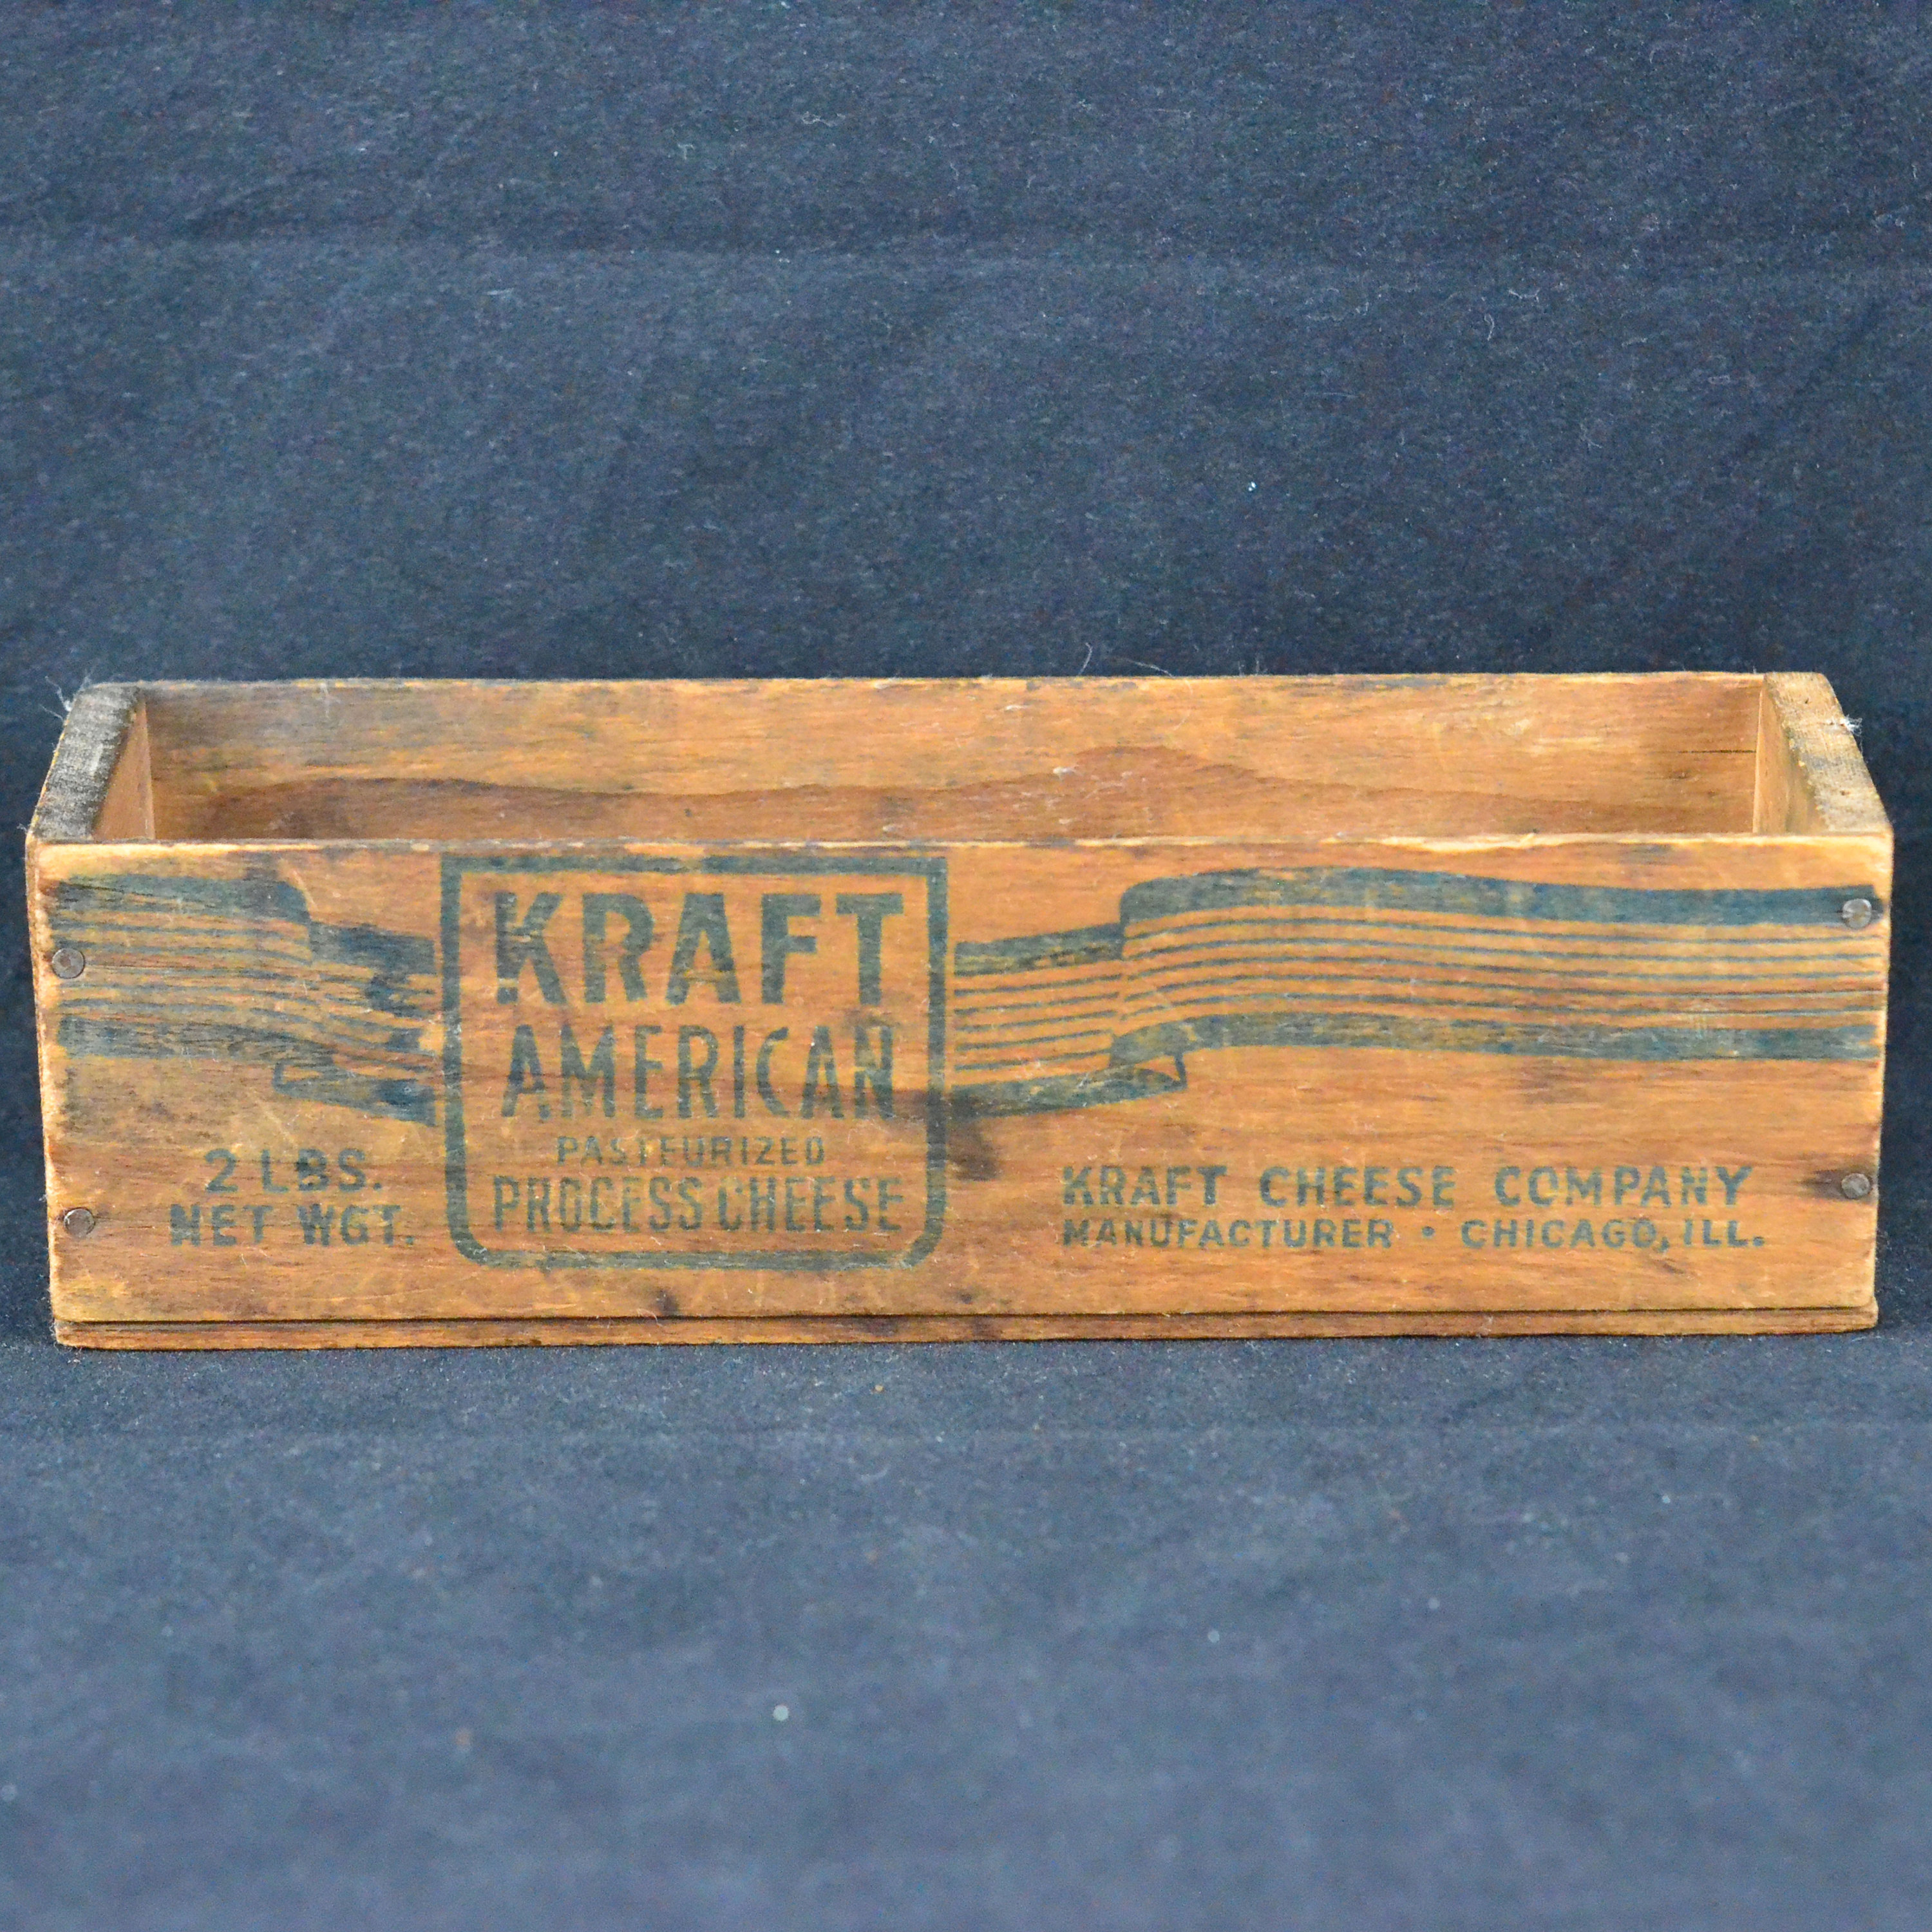 KRAFT
AMERICAN
PASTEURIZED
PROCESS CHEESE
2 LBS.
NET WGT.
KRAFT CHEESE COMPANY
MANUFACTURER • CHICAGO, ILL.